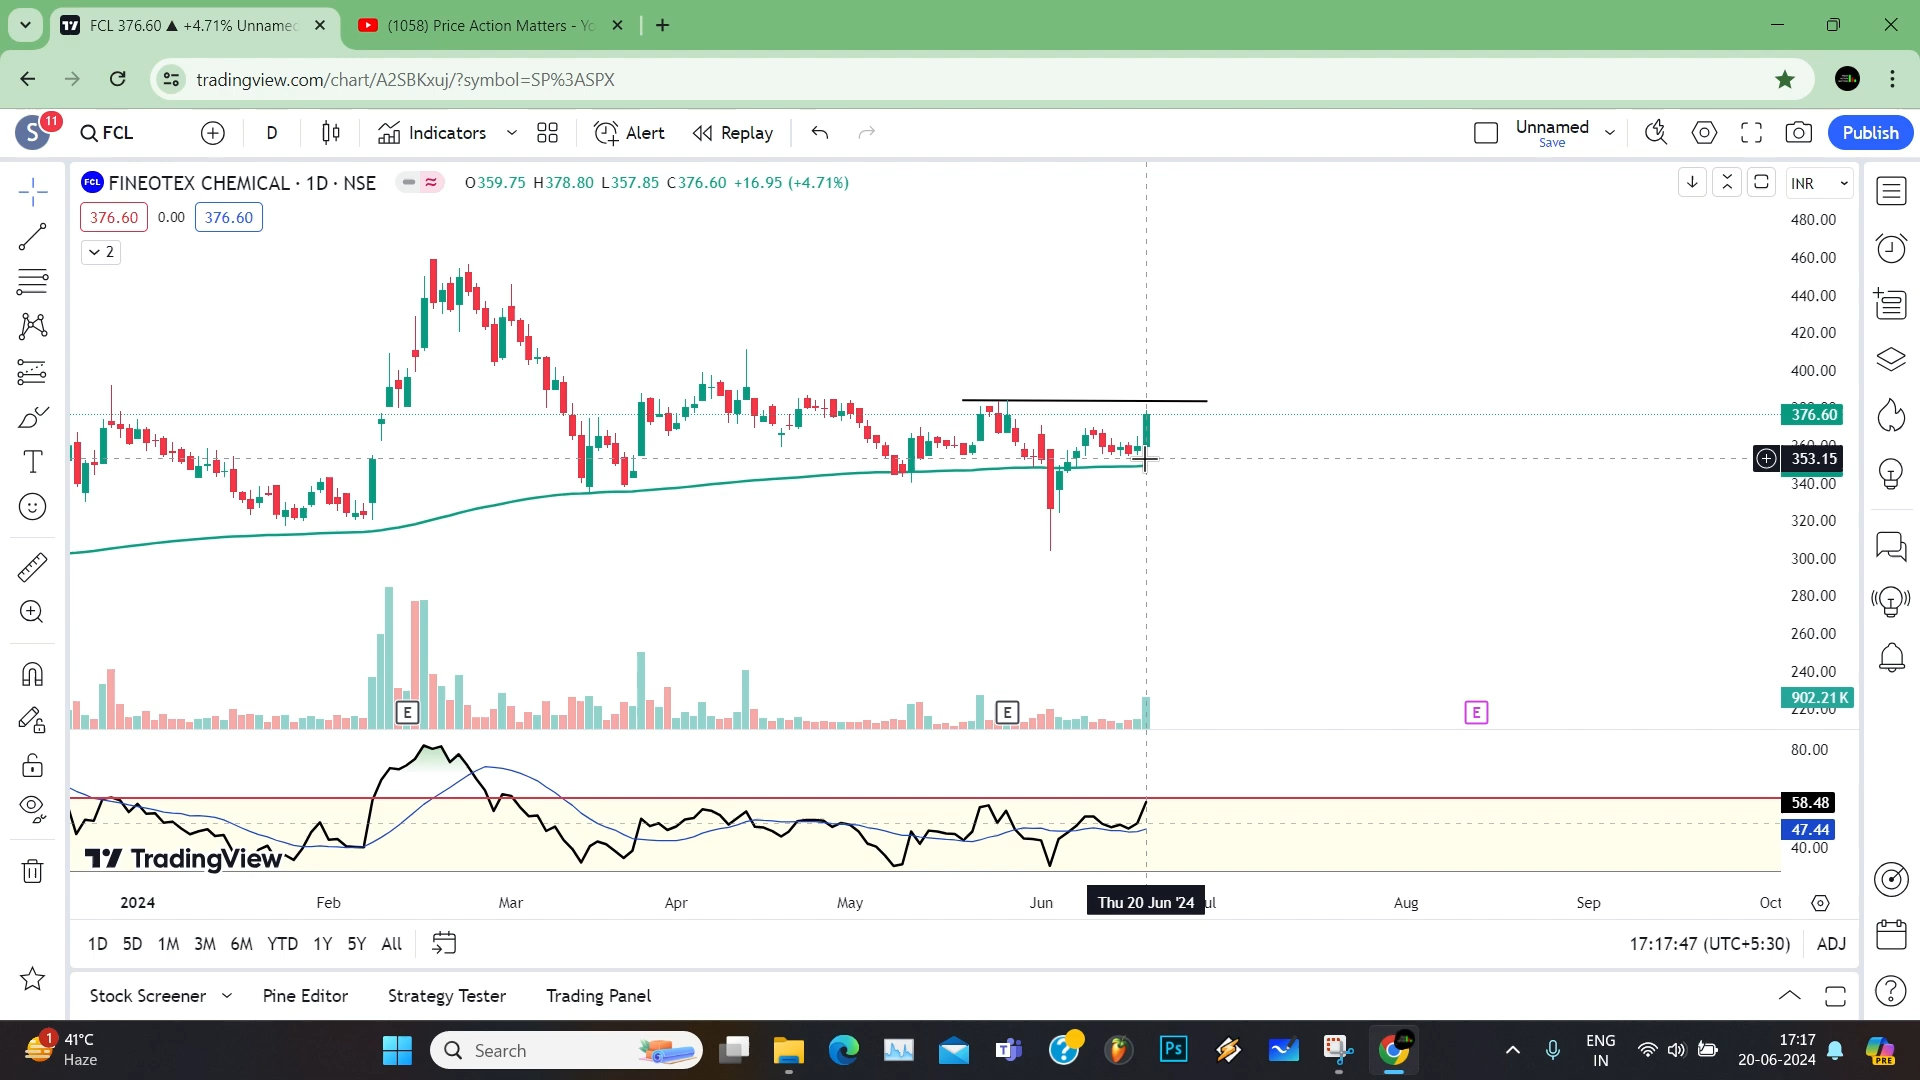 FCL 376.60 ▲ +4.71% Unnamed
(1058) Price Action Matters - Yo
tradingview.com/chart/A2SBKxuj/?symbol=SP%3ASPX
S 11 FCL D Indicators Alert Replay Unnamed Save Publish
FCL FINEOTEX CHEMICAL · 1D · NSE O359.75 H378.80 L357.85 C376.60 +16.95 (+4.71%) INR
376.60 0.00 376.60
2
480.00
460.00
440.00
420.00
400.00
376.60
353.15
340.00
320.00
300.00
280.00
260.00
240.00
902.21 K
220.00
E E E
80.00
58.48
47.44
40.00
TradingView
2024 Feb Mar Apr May Jun Thu 20 Jun '24 ul Aug Sep Oct
1D 5D 1M 3M 6M YTD 1Y 5Y All 17:17:47 (UTC+5:30) ADJ
Stock Screener Pine Editor Strategy Tester Trading Panel
1 41°C
Haze
Search
Ps
ENG
IN
17:17
20-06-2024
PRE